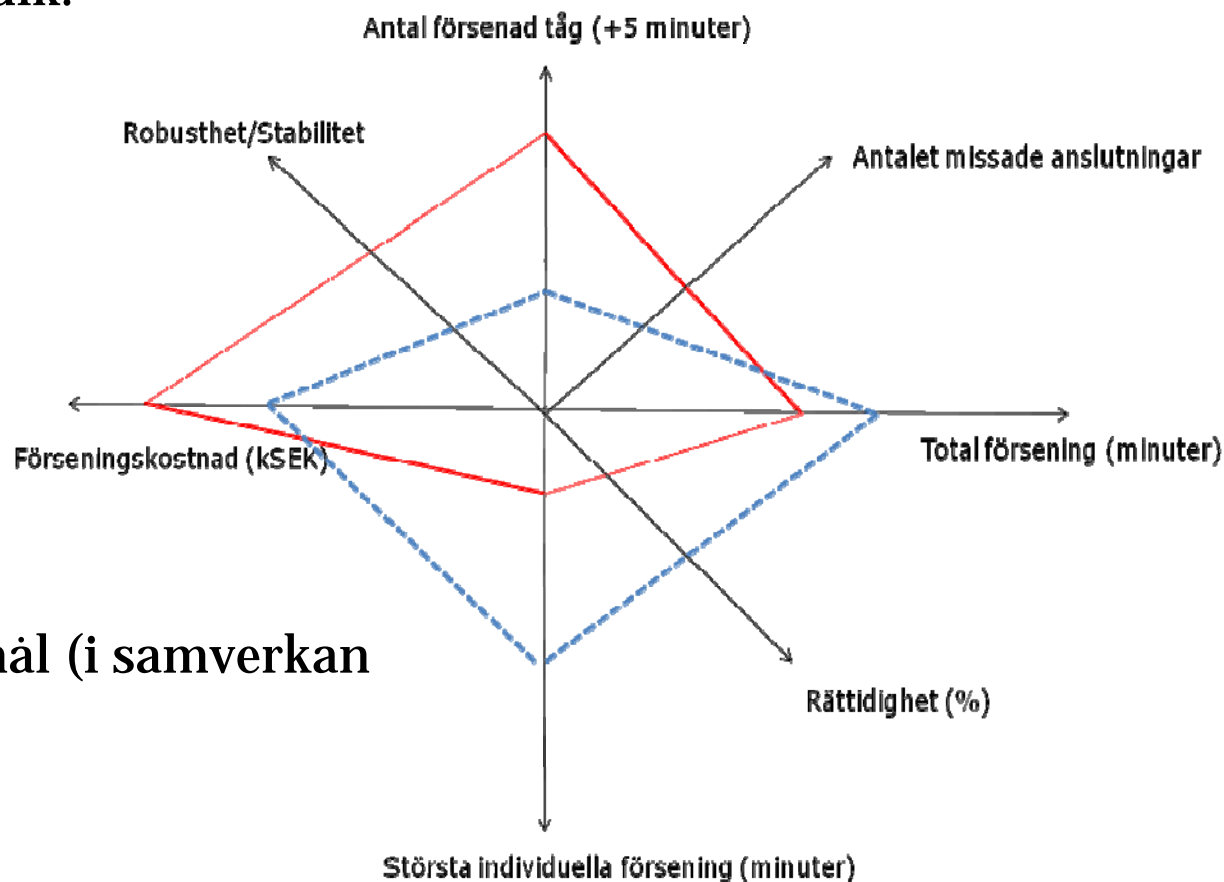 Antal försenad tåg (+5 minuter)
Robusthet/Stabilitet
Antalet missade anslutningar
Förseningskostnad (kSEK)
Total försening (minuter)
(i samverkan
Rättidighet (%)
Största individuella försening (minuter)